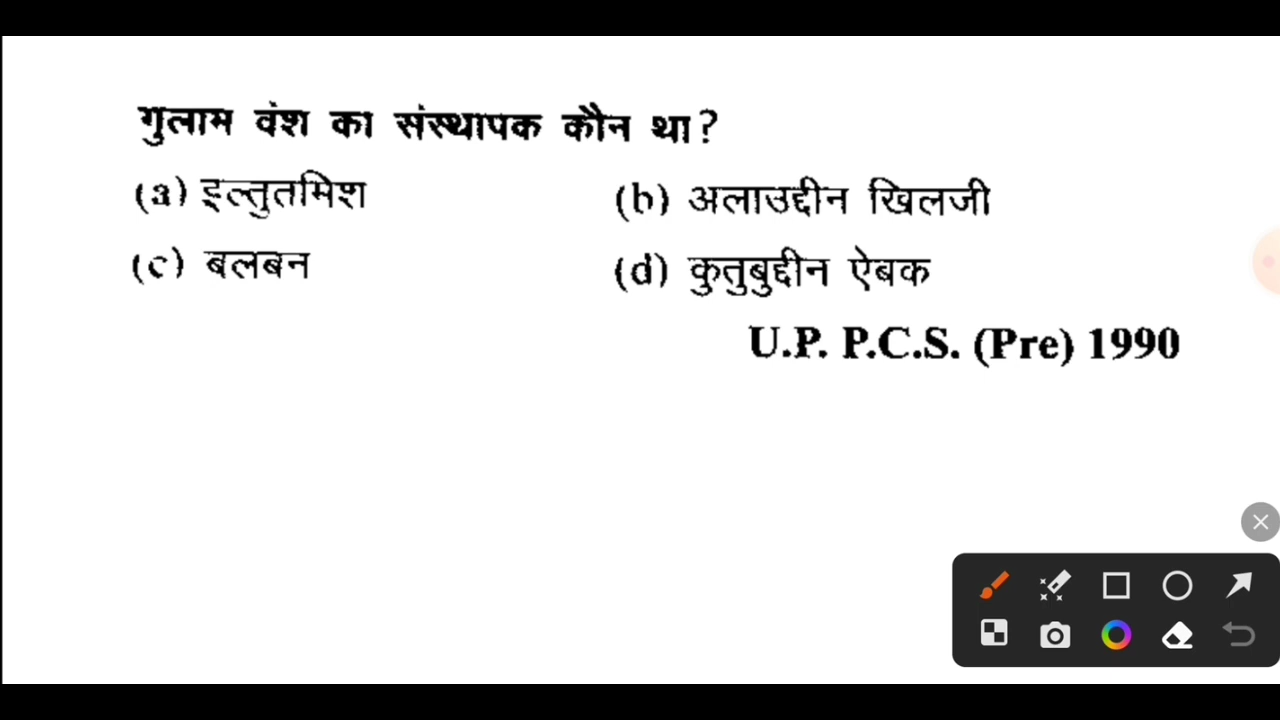 गुलाम वंश का संस्थापक कौन था?
(a) इल्तुतमिश (b) अलाउद्दीन खिलजी
(c) बलबन (d) कुतुबुद्दीन ऐबक
U.P. P.C.S. (Pre) 1990